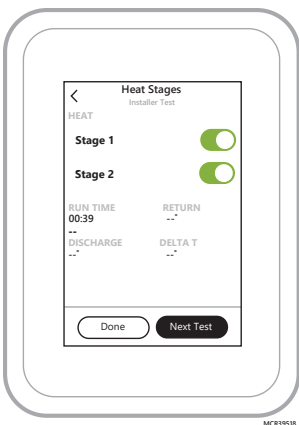 Heat Stages
Installer Test
HEAT
Stage 1
Stage 2
RUN TIME RETURN
00:39 --°
--
DISCHARGE DELTA T
--° --°
Done Next Test
MCR39518